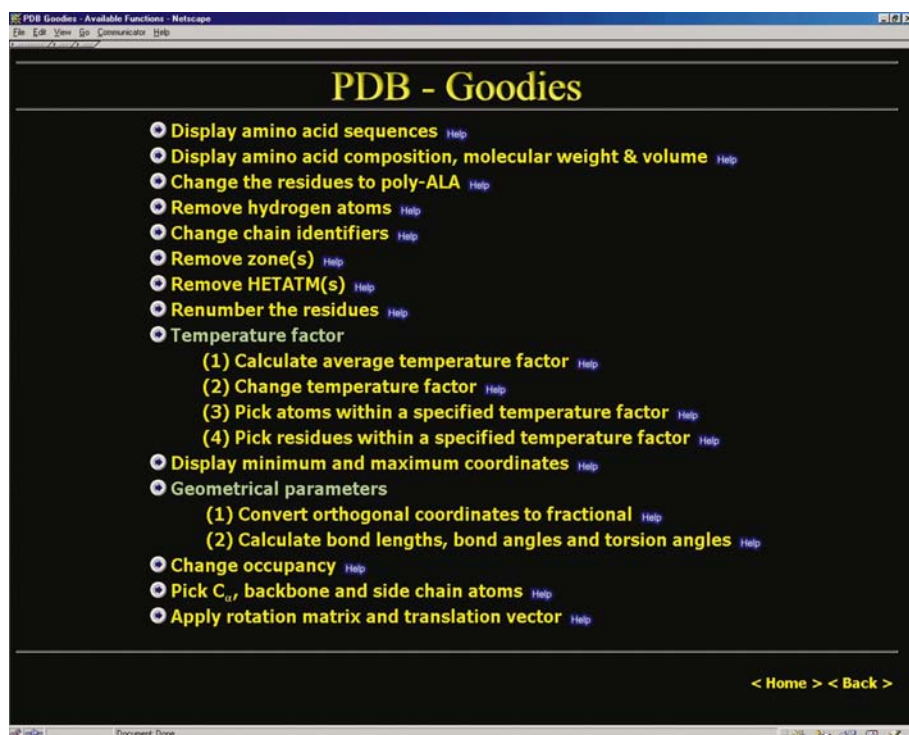 PDB Goodies - Available Functions - Netscape
File Edit View Go Communicator Help
PDB - Goodies
Display amino acid sequences Help
Display amino acid composition, molecular weight & volume Help
Change the residues to poly-ALA Help
Remove hydrogen atoms Help
Change chain identifiers Help
Remove zone(s) Help
Remove HETATM(s) Help
Renumber the residues Help
Temperature factor
(1) Calculate average temperature factor Help
(2) Change temperature factor Help
(3) Pick atoms within a specified temperature factor Help
(4) Pick residues within a specified temperature factor Help
Display minimum and maximum coordinates Help
Geometrical parameters
(1) Convert orthogonal coordinates to fractional Help
(2) Calculate bond lengths, bond angles and torsion angles Help
Change occupancy Help
Pick Cα, backbone and side chain atoms Help
Apply rotation matrix and translation vector Help
< Home > < Back >
Document: Done